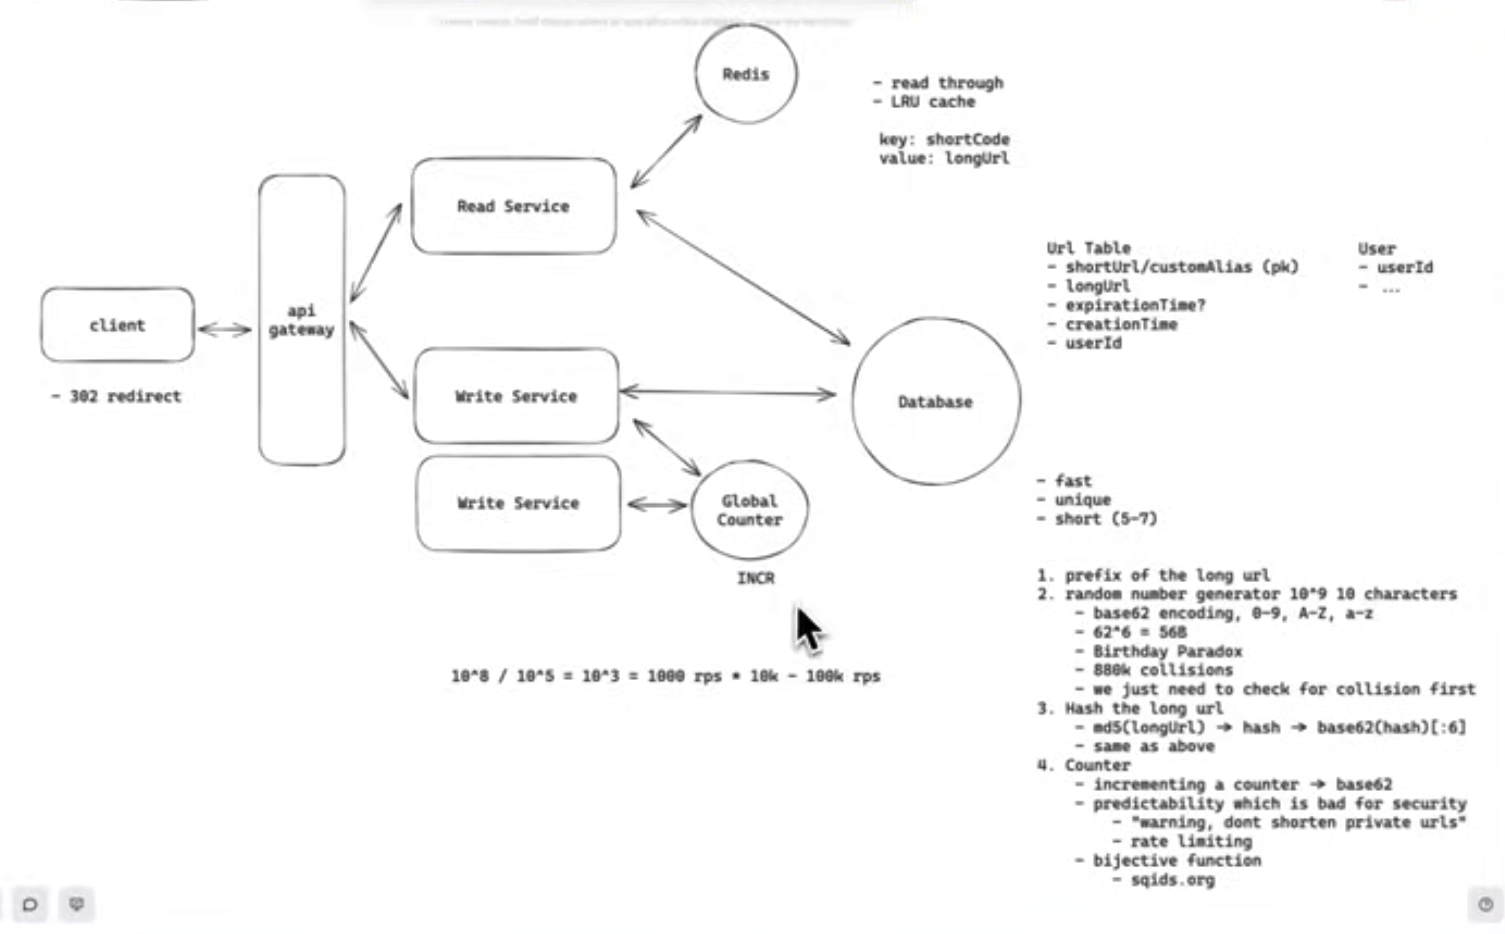 Redis
- read through
- LRU cache
key: shortCode
value: longUrl
Read Service
Url Table
- shortUrl/customAlias (pk)
- longUrl
- expirationTime?
- creationTime
- userId
User
- userId
- ...
client
- 302 redirect
api
gateway
Write Service
Database
Write Service
Global
Counter
INCR
- fast
- unique
- short (5-7)
1. prefix of the long url
2. random number generator 10^9 10 characters
- base62 encoding, 0-9, A-Z, a-z
- 62^6 = 56B
- Birthday Paradox
- 880k collisions
- we just need to check for collision first
3. Hash the long url
- md5(longUrl) → hash → base62(hash)[:6]
- same as above
4. Counter
- incrementing a counter → base62
- predictability which is bad for security
- "warning, dont shorten private urls"
- rate limiting
- bijective function
- sqids.org
10^8 / 10^5 = 10^3 = 1000 rps * 10k - 100k rps